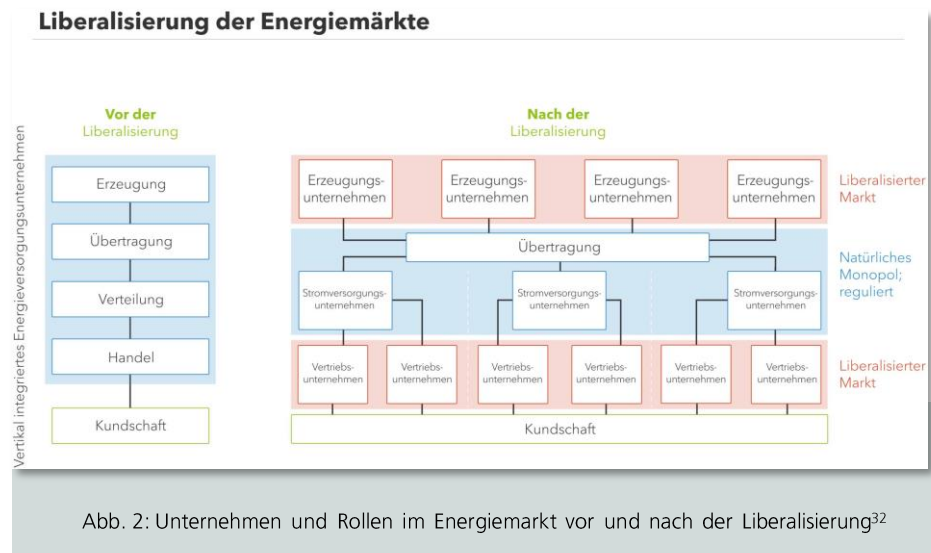 Liberalisierung der Energiemärkte
Vertikal integriertes Energieversorgungsunternehmen
Vor der
Liberalisierung
Erzeugung
Übertragung
Verteilung
Handel
Kundschaft
Nach der
Liberalisierung
Erzeugungs-
unternehmen
Erzeugungs-
unternehmen
Erzeugungs-
unternehmen
Erzeugungs-
unternehmen
Liberalisierter
Markt
Übertragung
Stromversorgungs-
unternehmen
Stromversorgungs-
unternehmen
Stromversorgungs-
unternehmen
Natürliches
Monopol;
reguliert
Vertriebs-
unternehmen
Vertriebs-
unternehmen
Vertriebs-
unternehmen
Vertriebs-
unternehmen
Vertriebs-
unternehmen
Vertriebs-
unternehmen
Liberalisierter
Markt
Kundschaft
Abb. 2: Unternehmen und Rollen im Energiemarkt vor und nach der Liberalisierung³²